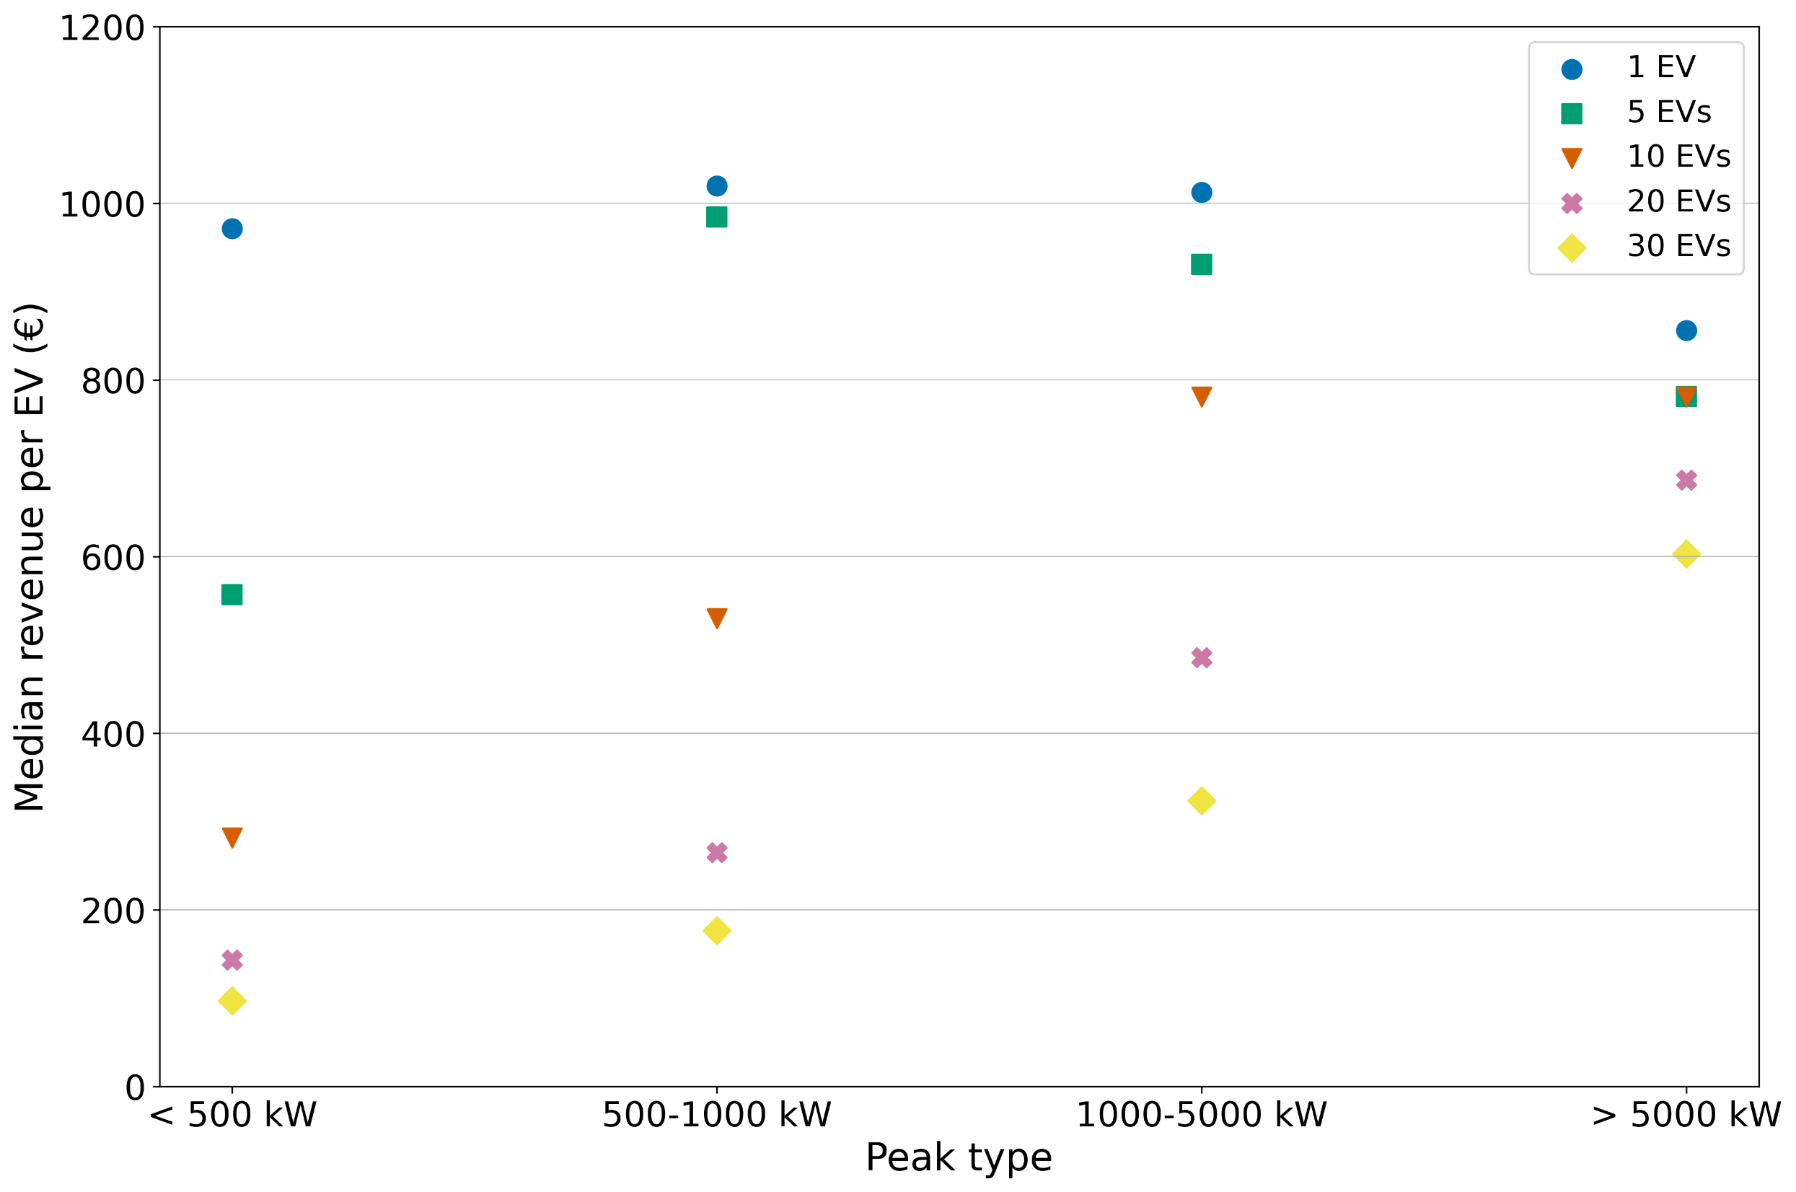 1200
1000
800
600
400
200
0
Median revenue per EV (€)
1 EV
5 EVs
10 EVs
20 EVs
30 EVs
< 500 kW
500-1000 kW
1000-5000 kW
> 5000 kW
Peak type